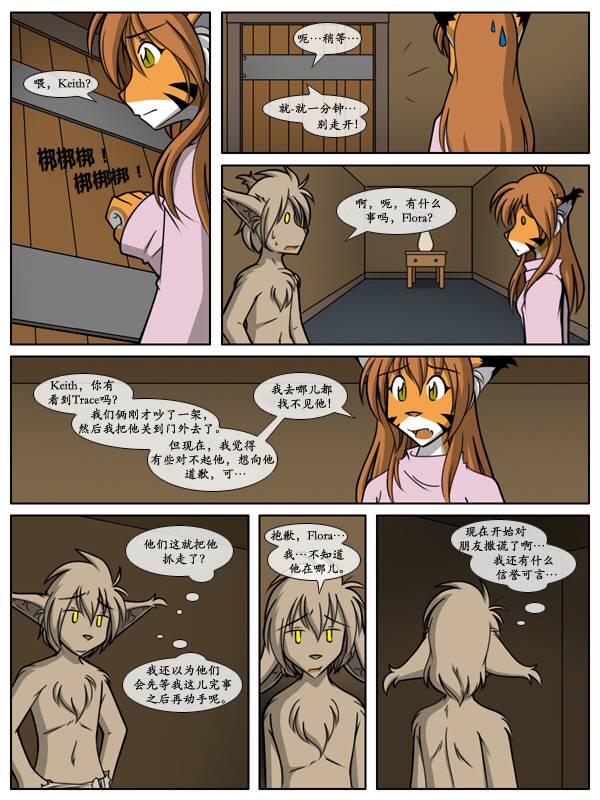 喂，Keith?
梆梆梆！
梆梆梆！
呃…稍等…
就-就一分钟…
别走开!
啊，呃，有什么
事吗，Flora?
Keith，你有
看到Trace吗?
我们俩刚才吵了一架，
然后我把他关到门外去了。
但现在，我觉得
有些对不起他，想向他
道歉，可…
我去哪儿都
找不见他!
他们这就把他
抓走了?
我还以为他们
会先等我这儿完事
之后再动手呢。
抱歉，Flora…
我…不知道
他在哪儿。
现在开始对
朋友撒谎了啊…
我还有什么
信誉可言…